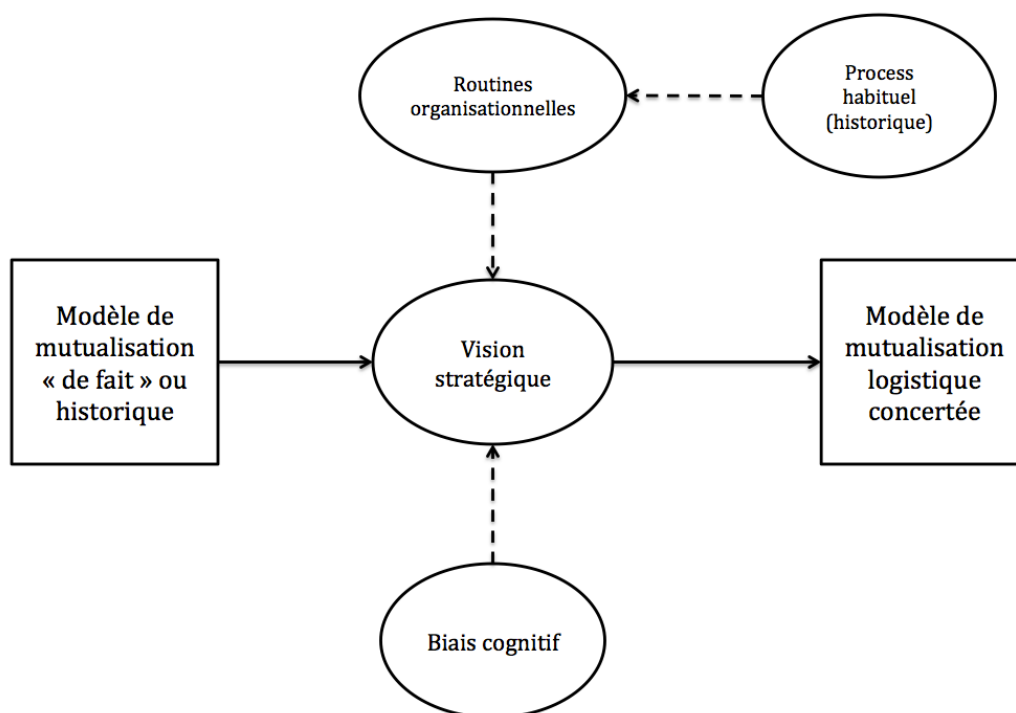 Routines
organisationnelles
Process
habituel
(historique)
Modèle de
mutualisation
« de fait » ou
historique
Vision
stratégique
Modèle de
mutualisation
logistique
concertée
Biais cognitif